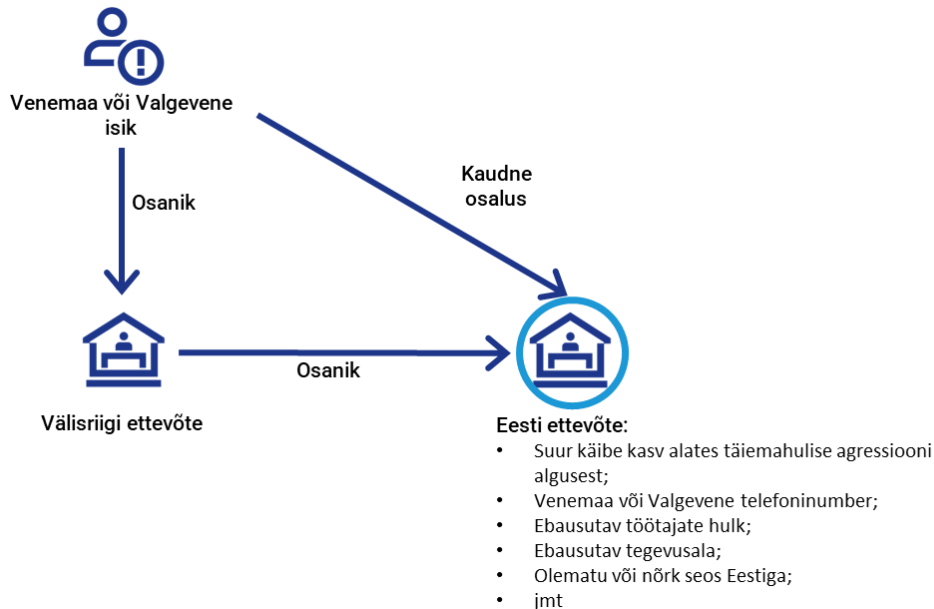 Venemaa või Valgevene
isik
Osanik
Kaudne
osalus
Osanik
Välisriigi ettevõte
Eesti ettevõte:
• Suur käibe kasv alates täiemahulise agressiooni
algusest;
• Venemaa või Valgevene telefoninumber;
• Ebausutav töötajate hulk;
• Ebausutav tegevusala;
• Olematu või nõrk seos Eestiga;
• jmt